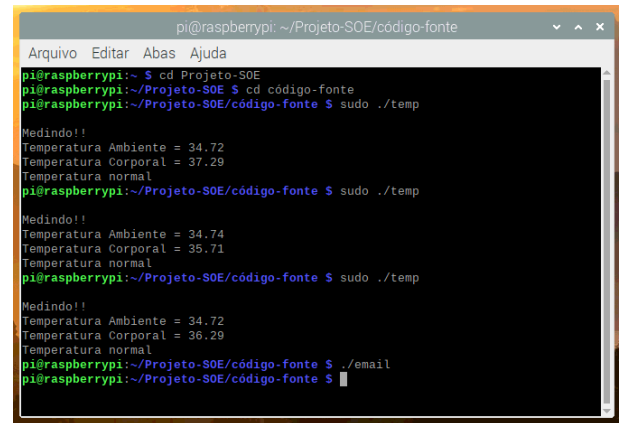 pi@raspberrypi: ~/Projeto-SOE/código-fonte
Arquivo Editar Abas Ajuda
pi@raspberrypi:~ $ cd Projeto-SOE
pi@raspberrypi:~/Projeto-SOE $ cd código-fonte
pi@raspberrypi:~/Projeto-SOE/código-fonte $ sudo ./temp
Medindo!!
Temperatura Ambiente = 34.72
Temperatura Corporal = 37.29
Temperatura normal
pi@raspberrypi:~/Projeto-SOE/código-fonte $ sudo ./temp
Medindo!!
Temperatura Ambiente = 34.74
Temperatura Corporal = 35.71
Temperatura normal
pi@raspberrypi:~/Projeto-SOE/código-fonte $ sudo ./temp
Medindo!!
Temperatura Ambiente = 34.72
Temperatura Corporal = 36.29
Temperatura normal
pi@raspberrypi:~/Projeto-SOE/código-fonte $ ./email
pi@raspberrypi:~/Projeto-SOE/código-fonte $